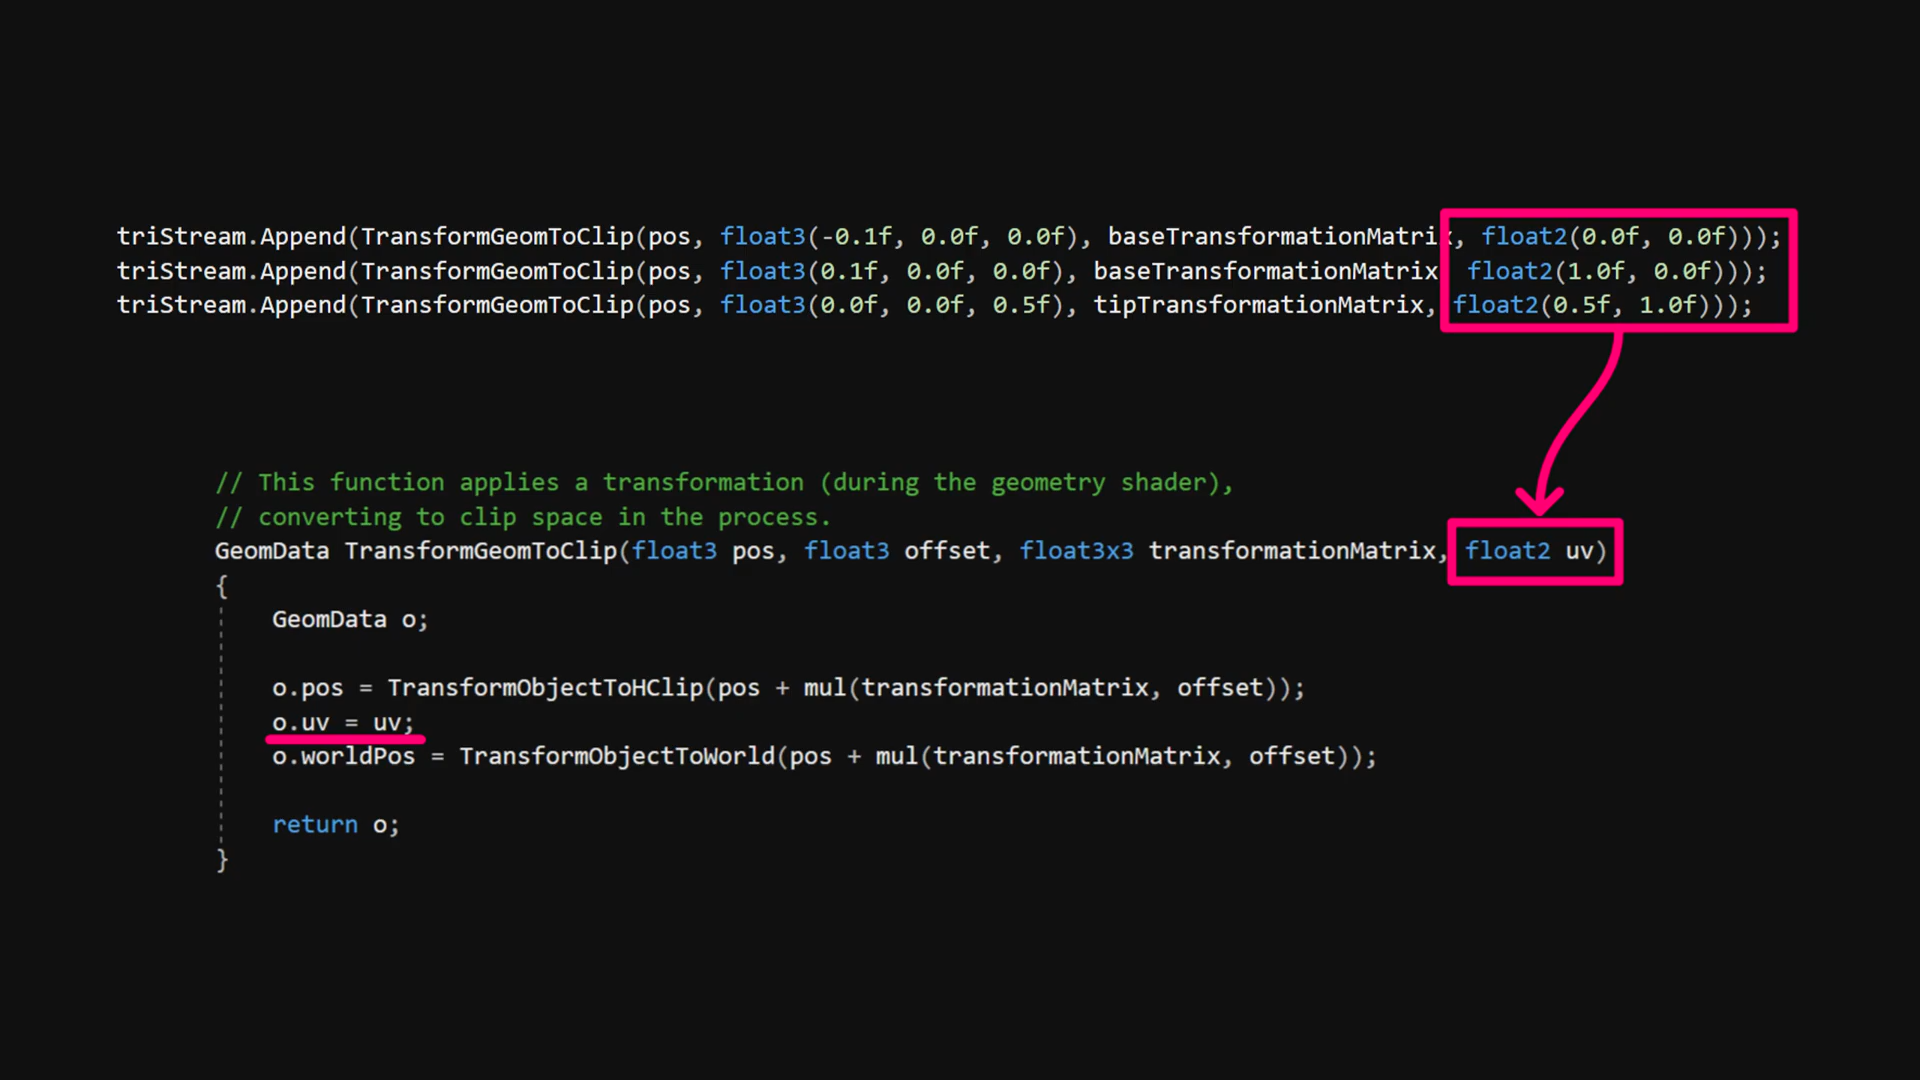 triStream.Append(TransformGeomToClip(pos, float3(-0.1f, 0.0f, 0.0f), baseTransformationMatrix, float2(0.0f, 0.0f)));
triStream.Append(TransformGeomToClip(pos, float3(0.1f, 0.0f, 0.0f), baseTransformationMatrix float2(1.0f, 0.0f)));
triStream.Append(TransformGeomToClip(pos, float3(0.0f, 0.0f, 0.5f), tipTransformationMatrix, float2(0.5f, 1.0f)));
// This function applies a transformation (during the geometry shader),
// converting to clip space in the process.
GeomData TransformGeomToClip(float3 pos, float3 offset, float3x3 transformationMatrix, float2 uv)
{
GeomData o;
o.pos = TransformObjectToHClip(pos + mul(transformationMatrix, offset));
o.uv = uv;
o.worldPos = TransformObjectToWorld(pos + mul(transformationMatrix, offset));
return o;
}